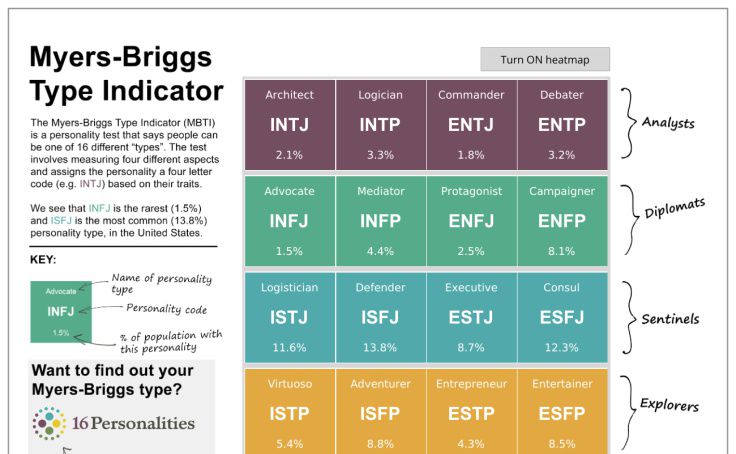 Myers-Briggs
Type Indicator
The Myers-Briggs Type Indicator (MBTI)
is a personality test that says people can
be one of 16 different “types”. The test
involves measuring four different aspects
and assigns the personality a four letter
code (e.g. INTJ) based on their traits.
We see that INFJ is the rarest (1.5%)
and ISFJ is the most common (13.8%)
personality type, in the United States.
KEY:
Advocate
INFJ
1.5%
Name of personality
type
Personality code
% of population with
this personality
Want to find out your
Myers-Briggs type?
16Personalities
Turn ON heatmap
Architect Logician Commander Debater
INTJ INTP ENTJ ENTP
2.1% 3.3% 1.8% 3.2%
Analysts
Advocate Mediator Protagonist Campaigner
INFJ INFP ENFJ ENFP
1.5% 4.4% 2.5% 8.1%
Diplomats
Logistician Defender Executive Consul
ISTJ ISFJ ESTJ ESFJ
11.6% 13.8% 8.7% 12.3%
Sentinels
Virtuoso Adventurer Entrepreneur Entertainer
ISTP ISFP ESTP ESFP
5.4% 8.8% 4.3% 8.5%
Explorers